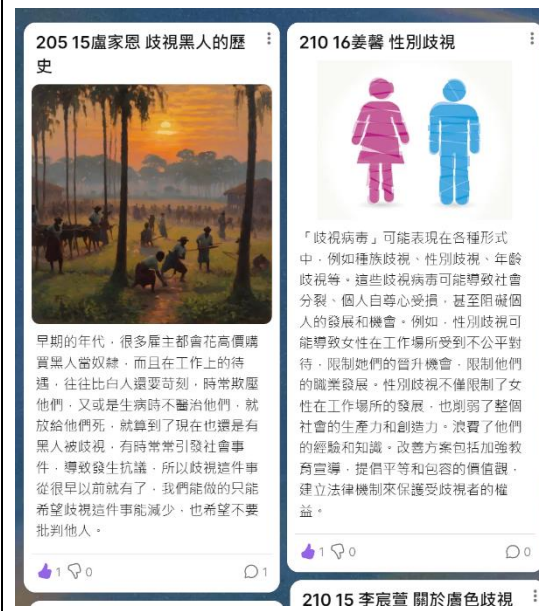 205 15盧家恩 歧視黑人的歷
史
早期的年代，很多雇主都會花高價購
買黑人當奴隸，而且在工作上的待
遇，往往比白人還要苛刻，時常欺壓
他們，又或是生病時不醫治他們，就
放給他們死，就算到了現在也還是有
黑人被歧視，有時常常引發社會事
件，導致發生抗議，所以歧視這件事
從很早以前就有了，我們能做的只能
希望歧視這件事能減少，也希望不要
批判他人。
1 0 1
210 16姜馨 性別歧視
「歧視病毒」可能表現在各種形式
中，例如種族歧視、性別歧視、年齡
歧視等。這些歧視病毒可能導致社會
分裂、個人自尊心受損，甚至阻礙個
人的發展和機會。例如，性別歧視可
能導致女性在工作場所受到不公平對
待，限制她們的晉升機會，限制他們
的職業發展。性別歧視不僅限制了女
性在工作場所的發展，也削弱了整個
社會的生產力和創造力。浪費了他們
的經驗和知識。改善方案包括加強教
育宣導，提倡平等和包容的價值觀，
建立法律機制來保護受歧視者的權
益。
1 0 0
210 15 李宸萱 關於膚色歧視